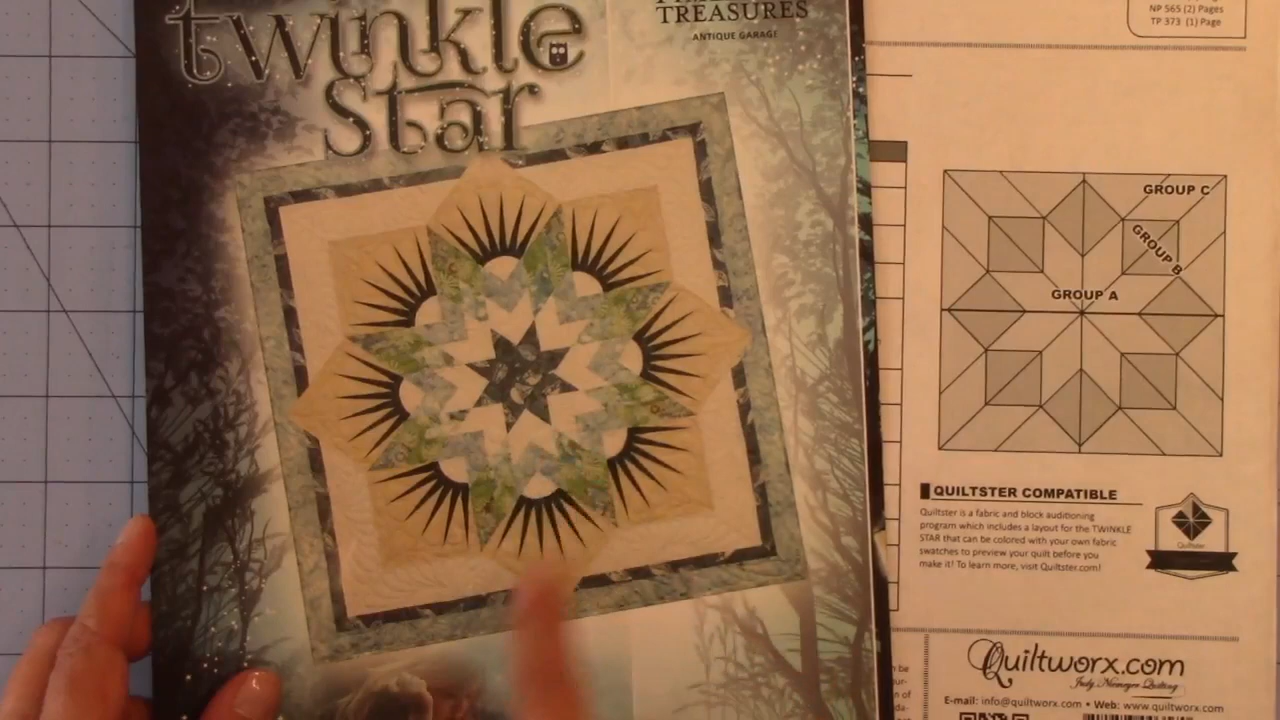 twinkle
star
TREASURES
ANTIQUE GARAGE
NP 565 (2) Pages
TP 373 (1) Page
GROUP C
GROUP B
GROUP A
QUILTSTER COMPATIBLE
Quiltster is a fabric and block auditioning
program which includes a layout for the TWINKLE
STAR that can be colored with your own fabric
swatches to preview your quilt before you
make it! To learn more, visit Quiltster.com!
Quiltster
Quiltworx.com
Judy Niemeyer Quilting
E-mail: info@quiltworx.com • Web: www.quiltworx.com